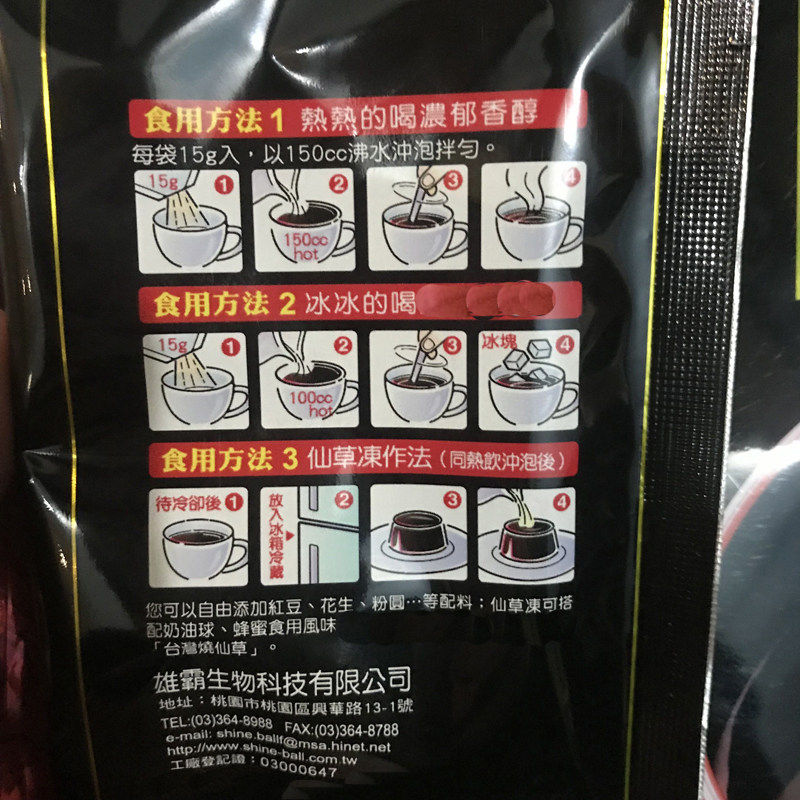 食用方法1 熱熱的喝濃郁香醇
每袋15g入，以150cc沸水沖泡拌勻。
15g 1
2 150cc hot
3
4
食用方法2 冰冰的喝
15g 1
2 100cc hot
3
冰塊 4
食用方法3 仙草凍作法（同熱飲沖泡後）
待冷卻後 1
放入冰箱冷藏 2
3
4
您可以自由添加紅豆、花生、粉圓…等配料；仙草凍可搭
配奶油球、蜂蜜食用風味
「台灣燒仙草」。
雄霸生物科技有限公司
地址：桃園市桃園區興華路13-1號
TEL:(03)364-8988 FAX:(03)364-8788
e-mail: shine.ballf@msa.hinet.net
http://www.shine-ball.com.tw
工廠登記證：03000647